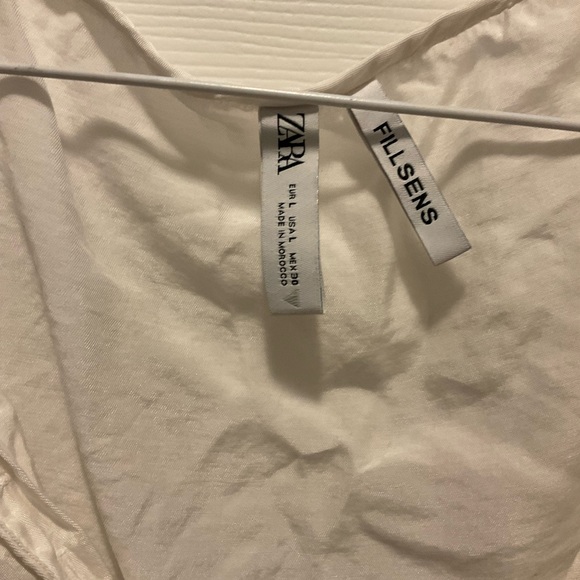 ZARA
EUR L USA L MEX 30
MADE IN MOROCCO
FILLSENS